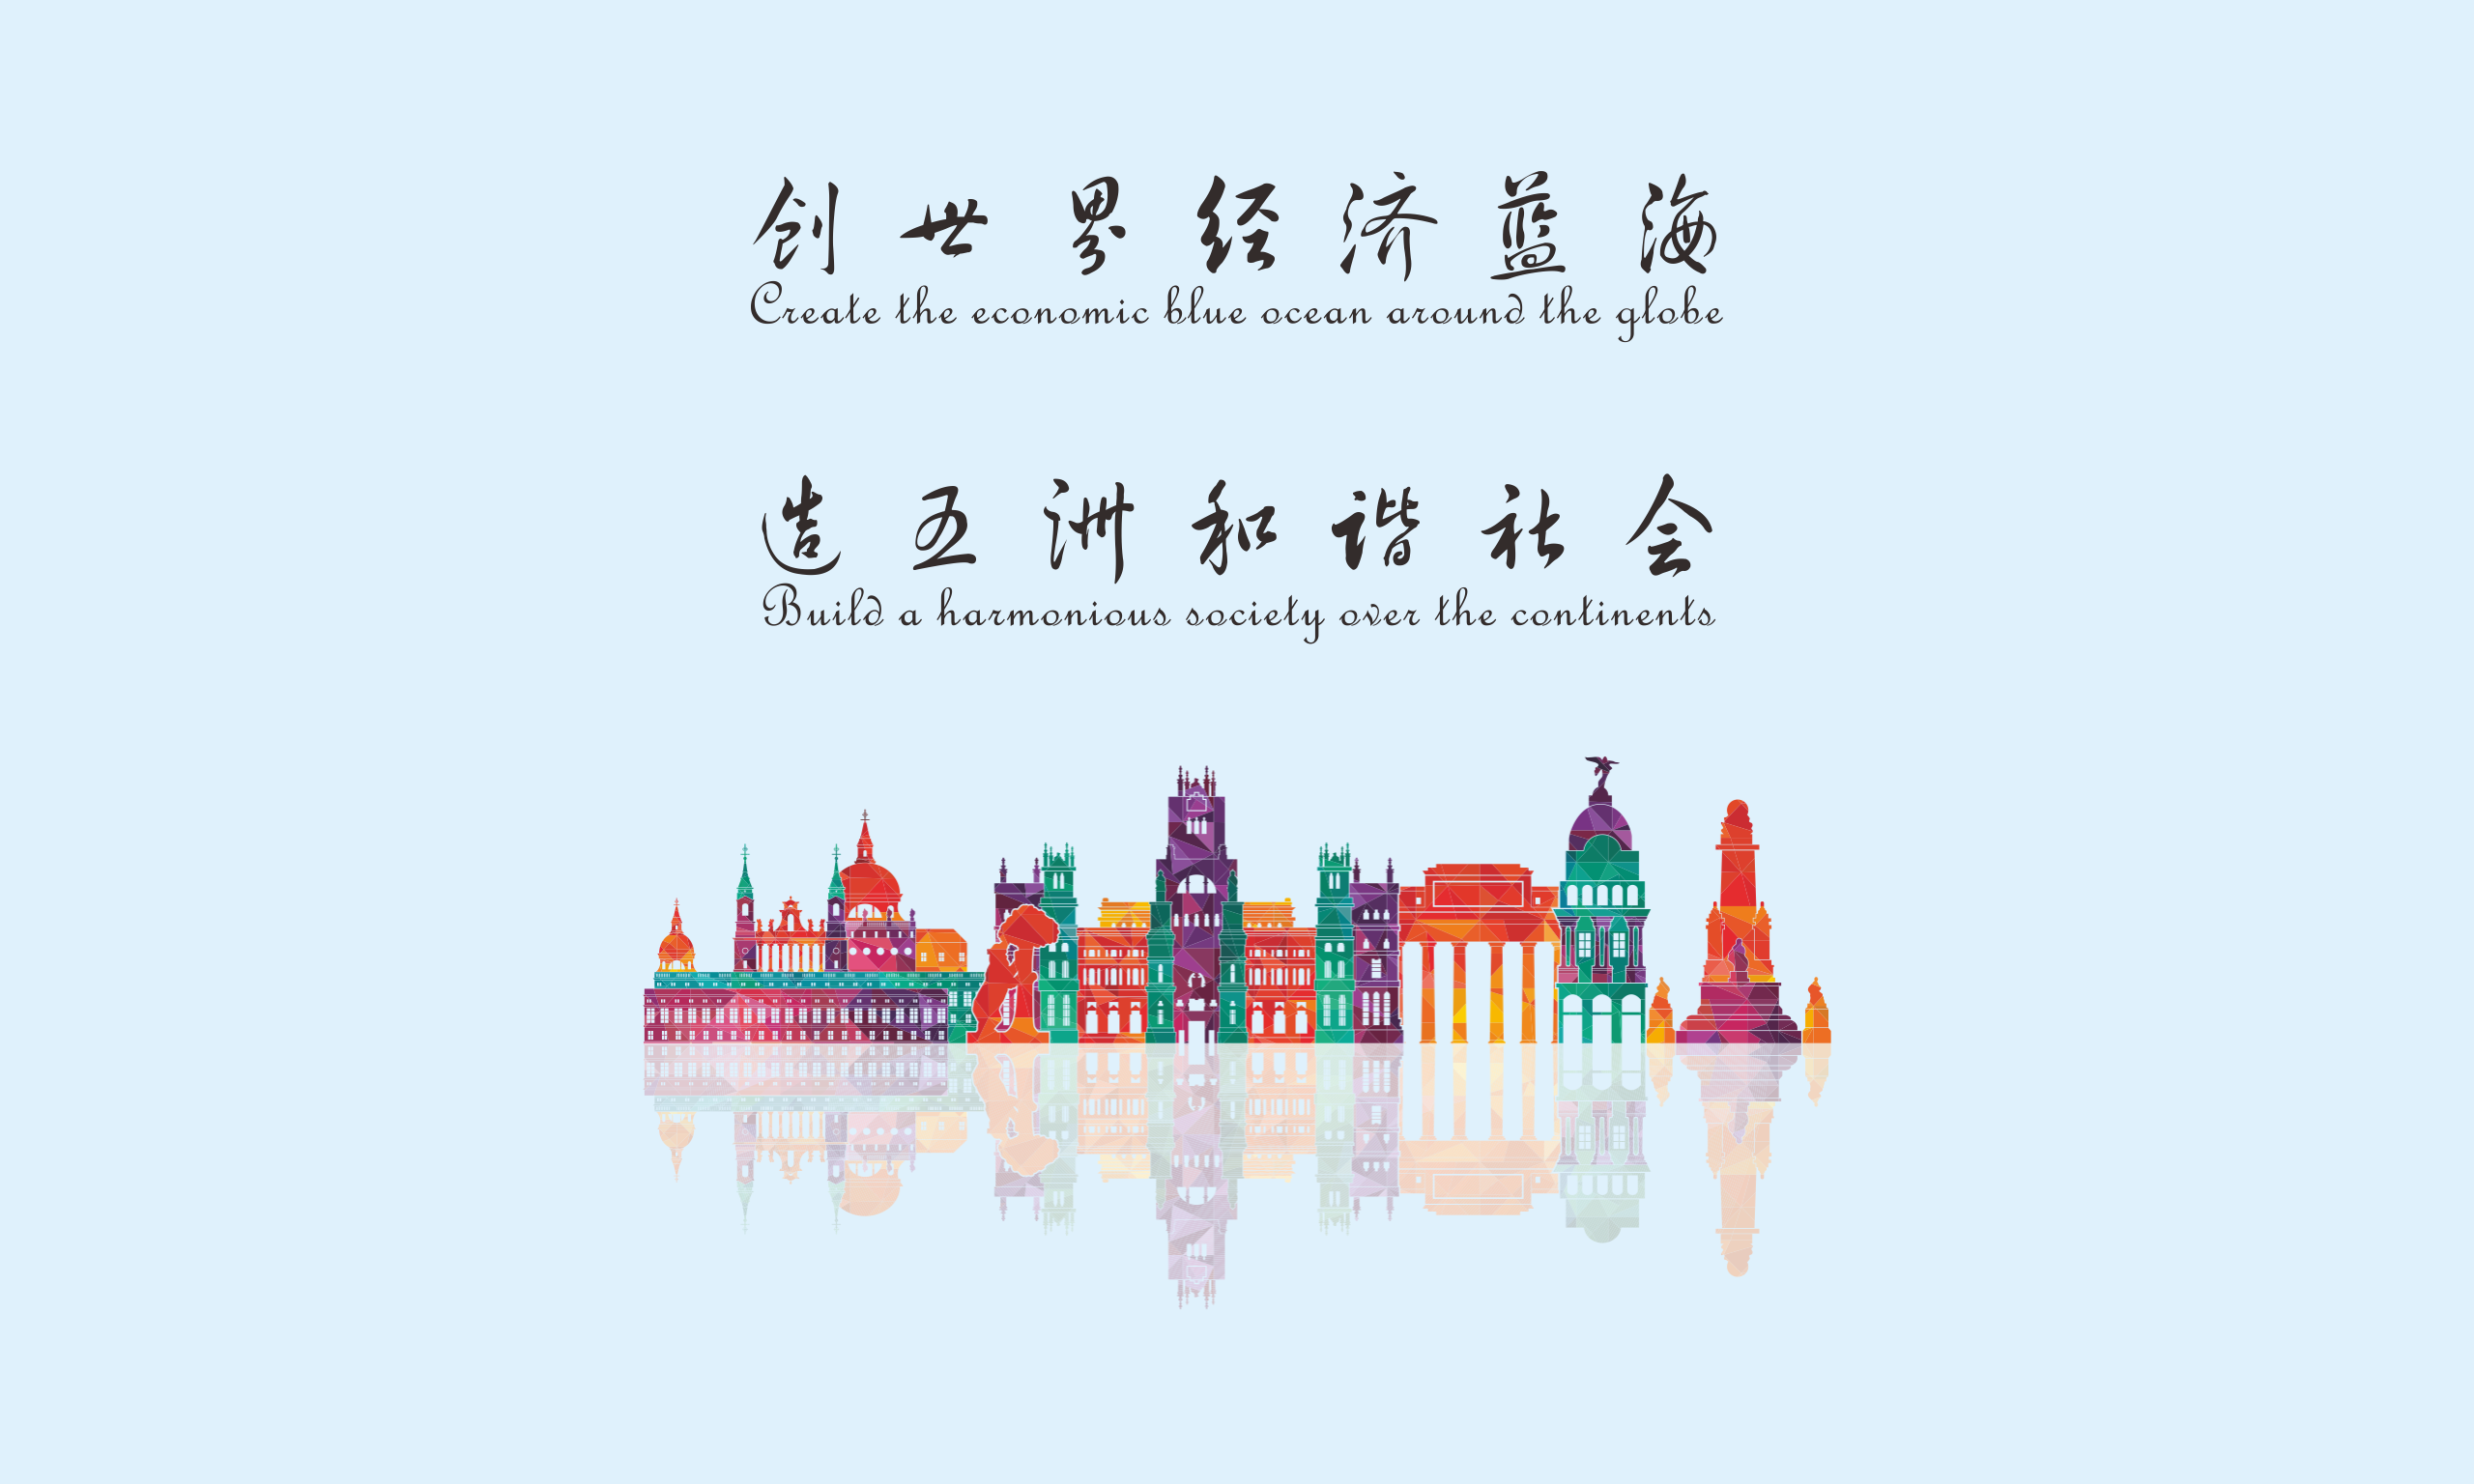 创世界经济蓝海
Create the economic blue ocean around the globe
造亚洲和谐社会
Build a harmonious society over the continents